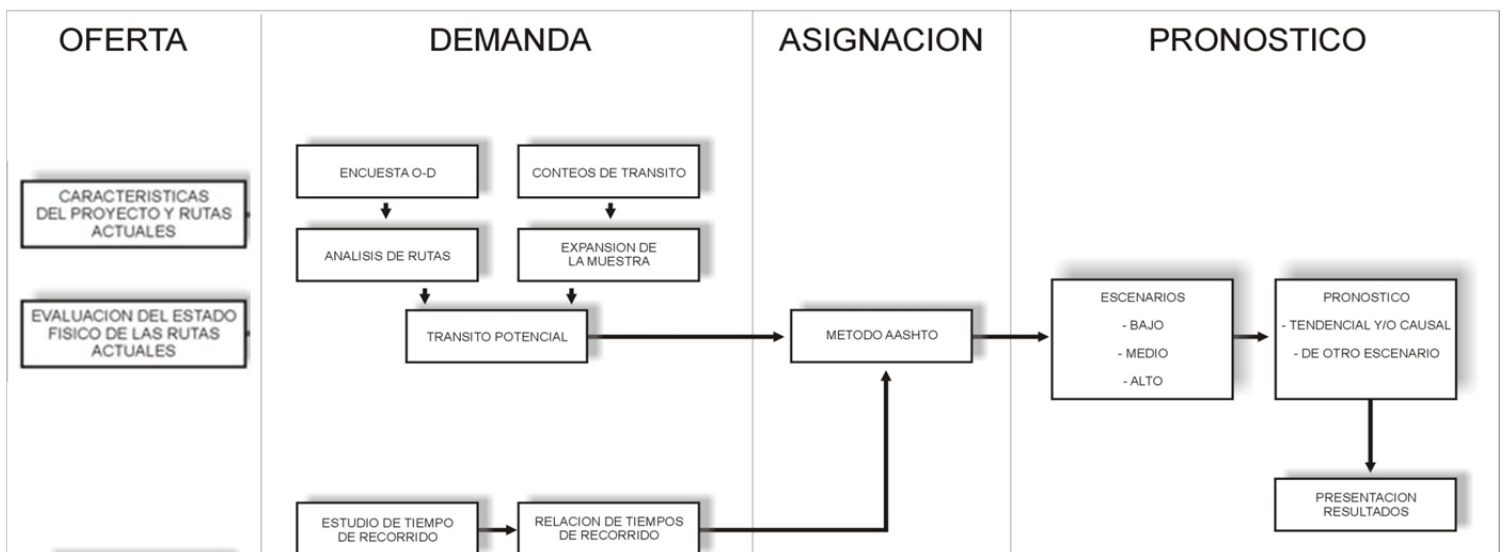 OFERTA
DEMANDA
ASIGNACION
PRONOSTICO
CARACTERISTICAS
DEL PROYECTO Y RUTAS
ACTUALES
EVALUACION DEL ESTADO
FISICO DE LAS RUTAS
ACTUALES
ENCUESTA O-D
CONTEOS DE TRANSITO
ANALISIS DE RUTAS
EXPANSION DE
LA MUESTRA
TRANSITO POTENCIAL
ESTUDIO DE TIEMPO
DE RECORRIDO
RELACION DE TIEMPOS
DE RECORRIDO
METODO AASHTO
ESCENARIOS
- BAJO
- MEDIO
- ALTO
PRONOSTICO
- TENDENCIAL Y/O CAUSAL
- DE OTRO ESCENARIO
PRESENTACION
RESULTADOS